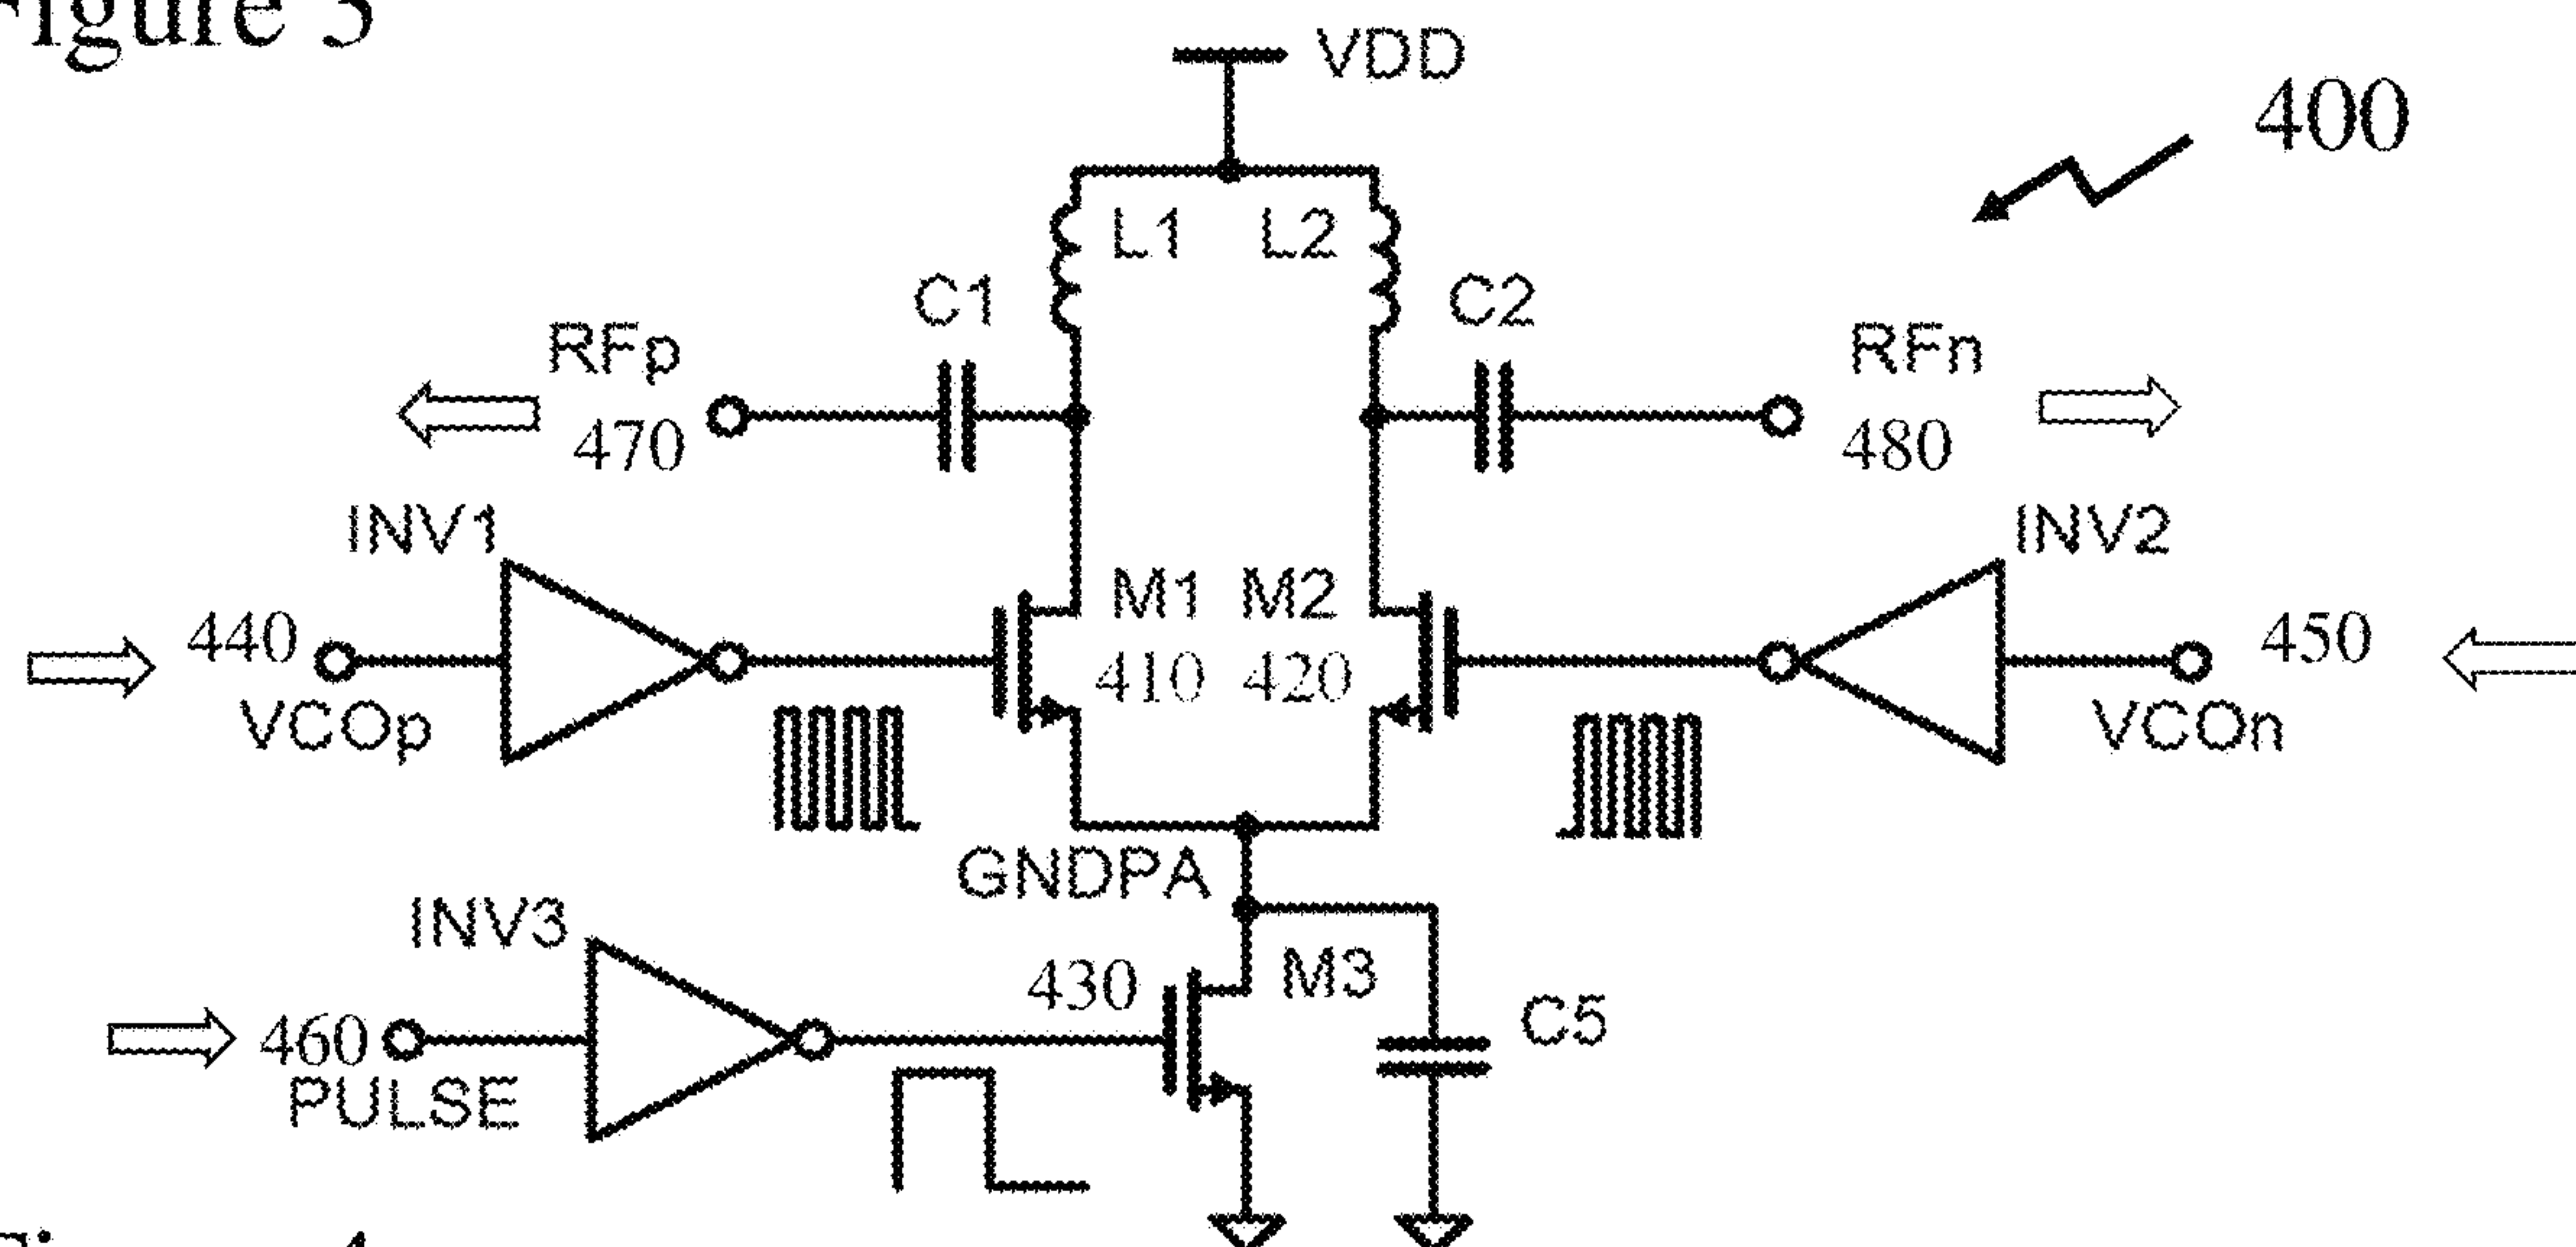 Figure 3
VDD
400
L1 L2
C1 C2
RFp RFn
470 480
INV1 INV2
440 M1 M2 450
410 420
VCOp VCOn
GNDPA
INV3
430 M3
460 C5
PULSE